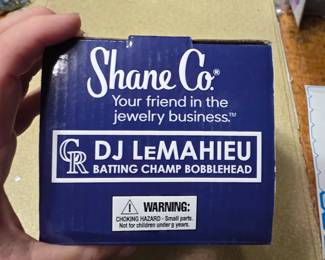 Shane Co.®
Your friend in the
jewelry business.™
CR DJ LEMAHIEU
BATTING CHAMP BOBBLEHEAD
⚠ WARNING:
CHOKING HAZARD - Small parts.
Not for children under 8 years.